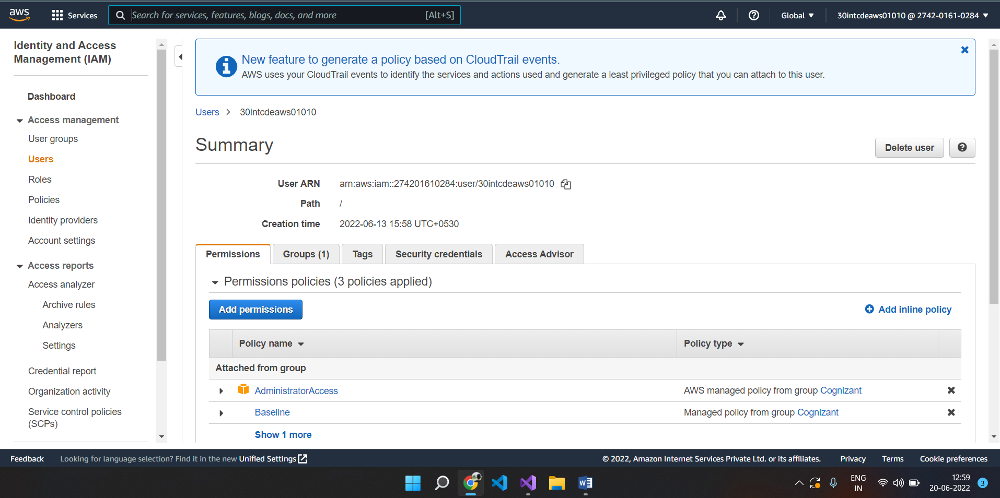 aws
Services
Search for services, features, blogs, docs, and more [Alt+S]
Global
30intcdeaws01010 @ 2742-0161-0284
Identity and Access
Management (IAM)
Dashboard
Access management
User groups
Users
Roles
Policies
Identity providers
Account settings
Access reports
Access analyzer
Archive rules
Analyzers
Settings
Credential report
Organization activity
Service control policies
(SCPs)
New feature to generate a policy based on CloudTrail events.
AWS uses your CloudTrail events to identify the services and actions used and generate a least privileged policy that you can attach to this user.
Users > 30intcdeaws01010
Summary
Delete user
User ARN arn:aws:iam::274201610284:user/30intcdeaws01010
Path /
Creation time 2022-06-13 15:58 UTC+0530
Permissions Groups (1) Tags Security credentials Access Advisor
Permissions policies (3 policies applied)
Add permissions
Add inline policy
Policy name Policy type
Attached from group
AdministratorAccess AWS managed policy from group Cognizant
Baseline Managed policy from group Cognizant
Show 1 more
Feedback Looking for language selection? Find it in the new Unified Settings
© 2022, Amazon Internet Services Private Ltd. or its affiliates. Privacy Terms Cookie preferences
ENG
IN
12:59
20-06-2022
3